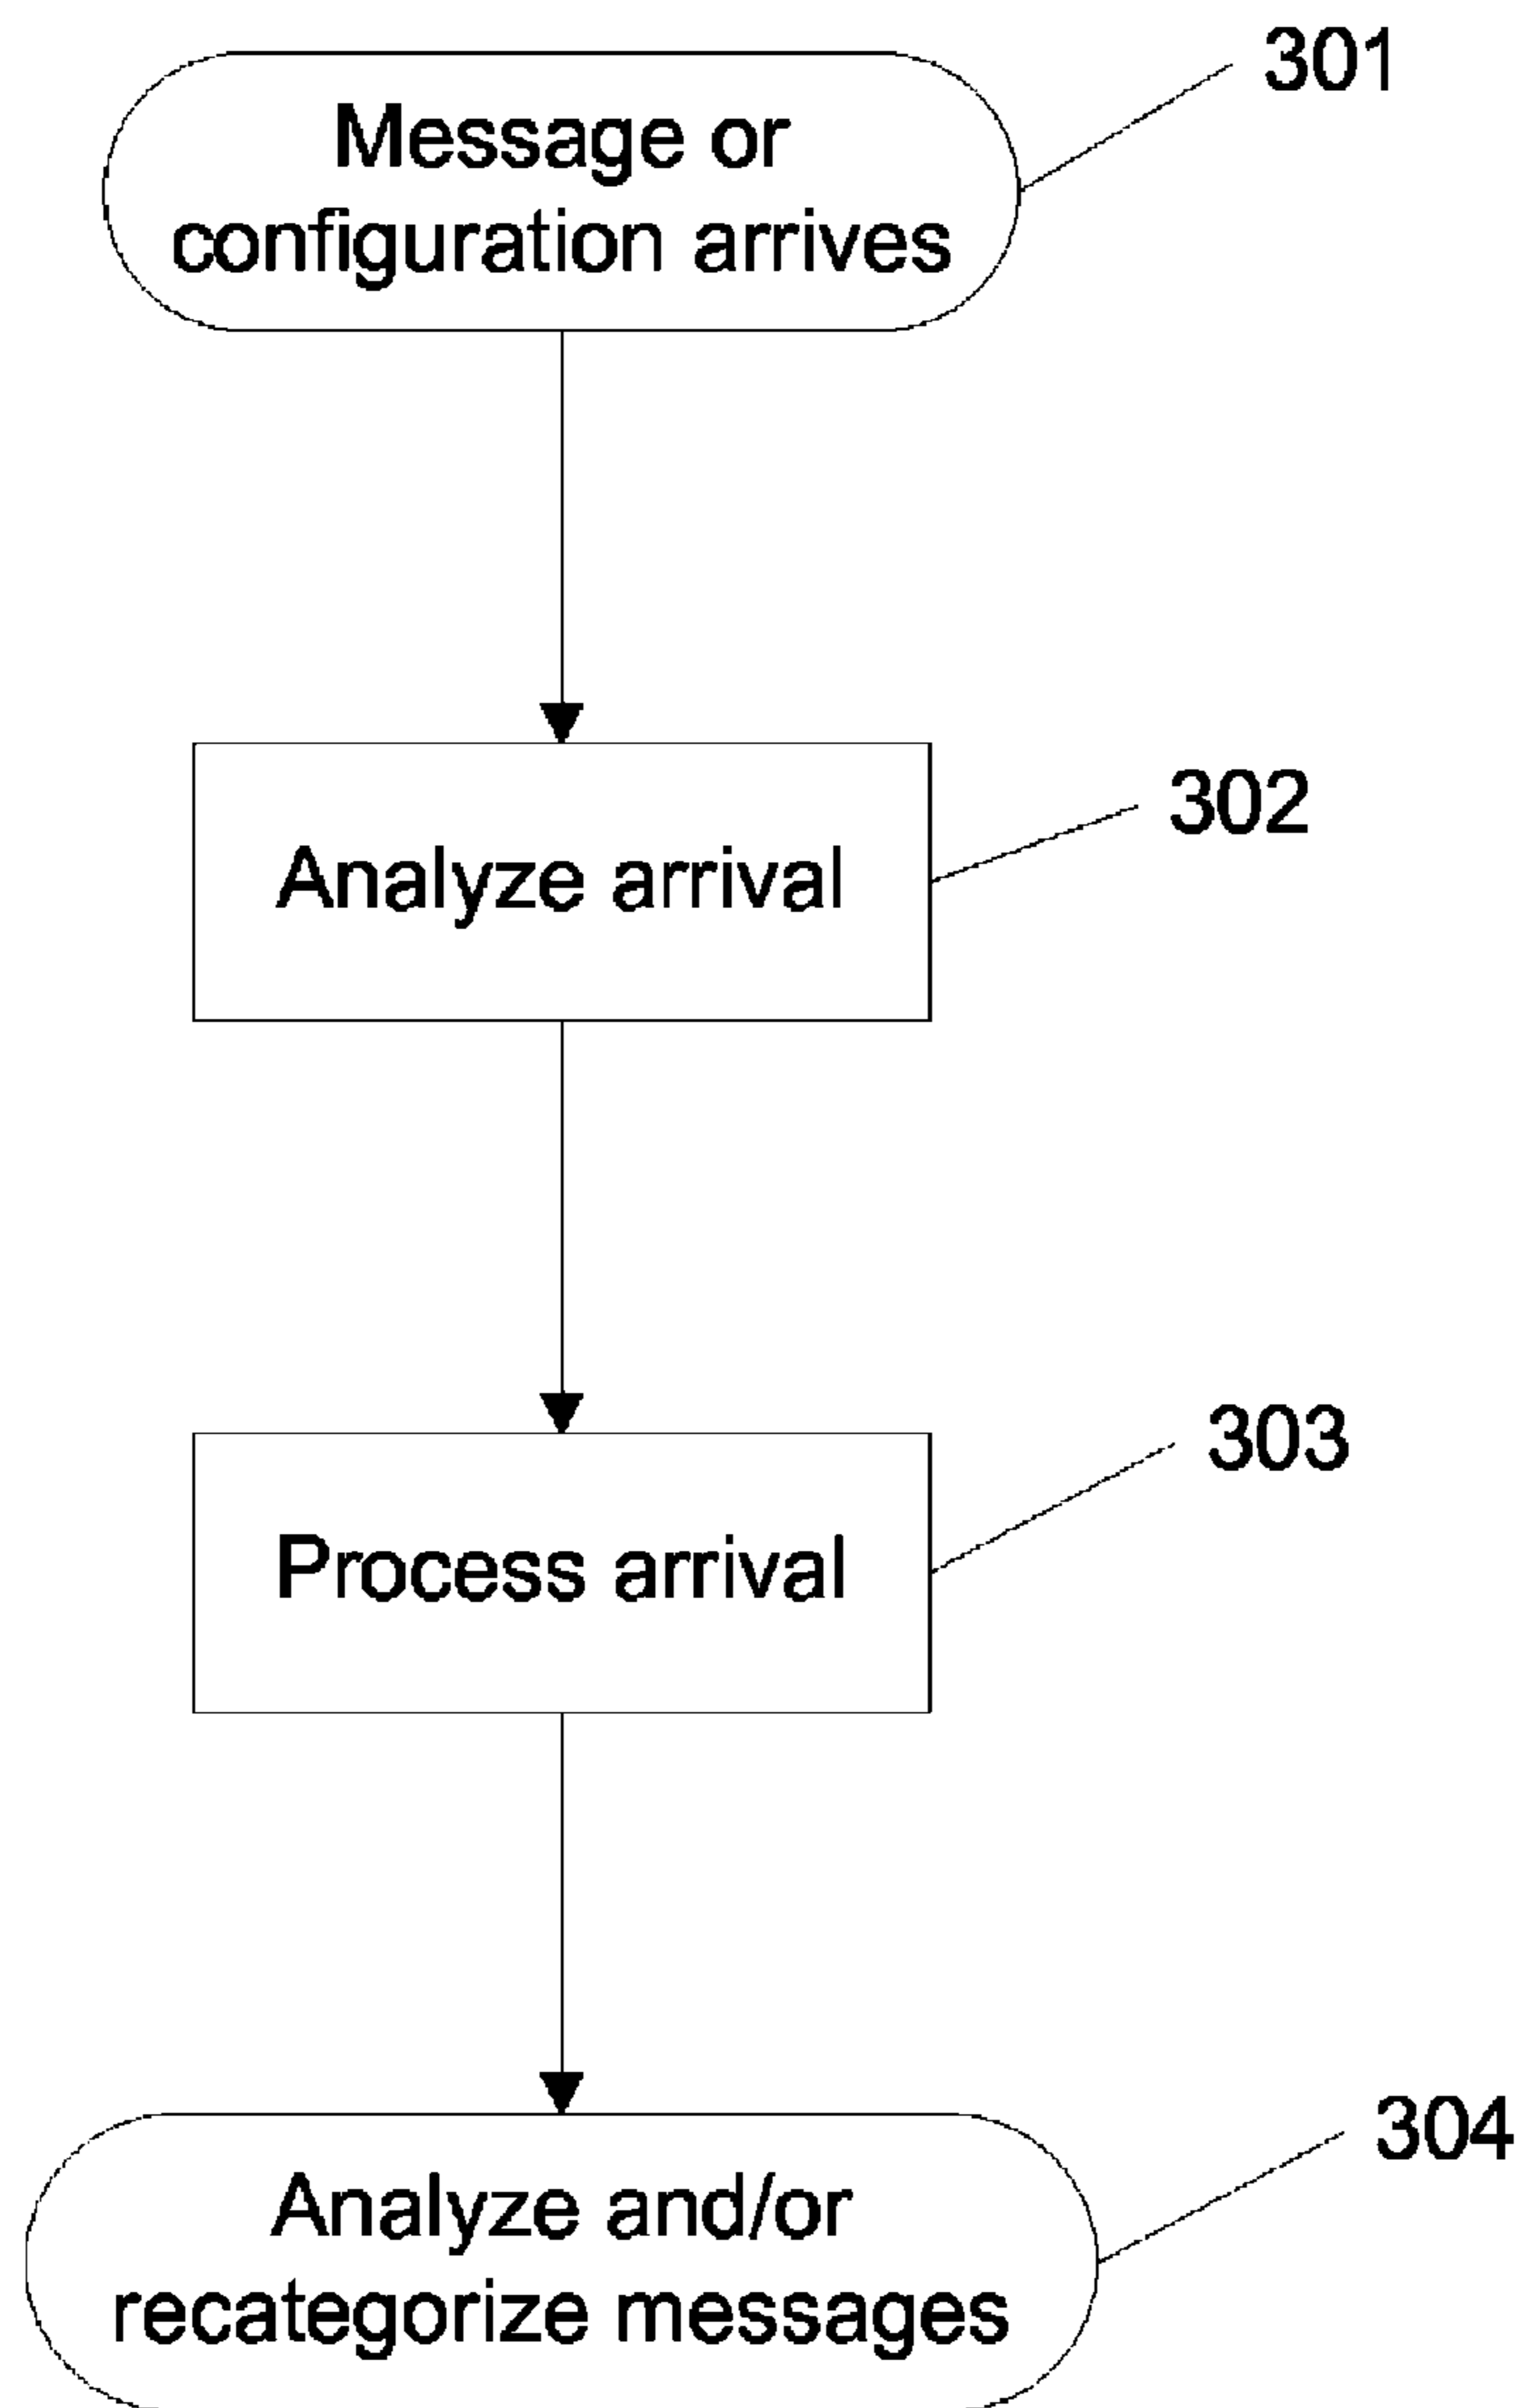 301
Message or
configuration arrives
302
Analyze arrival
303
Process arrival
304
Analyze and/or
recategorize messages